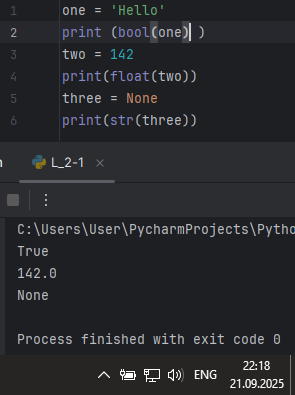 1 one = 'Hello'
2 print (bool(one) )
3 two = 142
4 print(float(two))
5 three = None
6 print(str(three))
L_2-1 ×
C:\Users\User\PycharmProjects\Pytho
True
142.0
None
Process finished with exit code 0
22:18
ENG
21.09.2025